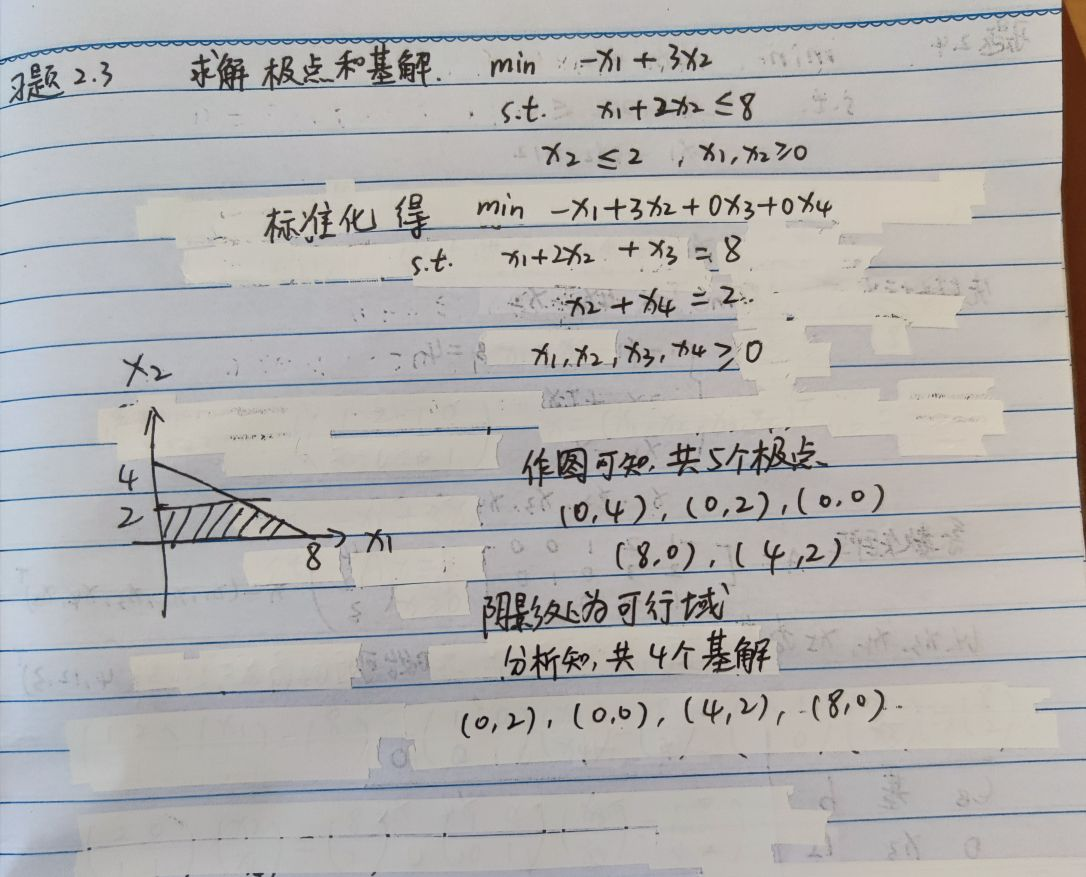 习题 2.3 求解 极点和基解. min -x₁ + 3x₂
s.t. x₁ + 2x₂ ≤ 8
x₂ ≤ 2 , x₁, x₂ ≥ 0
标准化 得 min -x₁+3x₂+0x₃+0x₄
s.t. x₁+2x₂ + x₃ = 8
x₂ + x₄ = 2.
x₁, x₂, x₃, x₄ ≥ 0
x₂
4
2
8
x₁
作图可知, 共5个极点
(0,4), (0,2), (0,0)
(8,0), (4,2)
阴影处为可行域
分析知, 共4个基解
(0,2), (0,0), (4,2), (8,0).